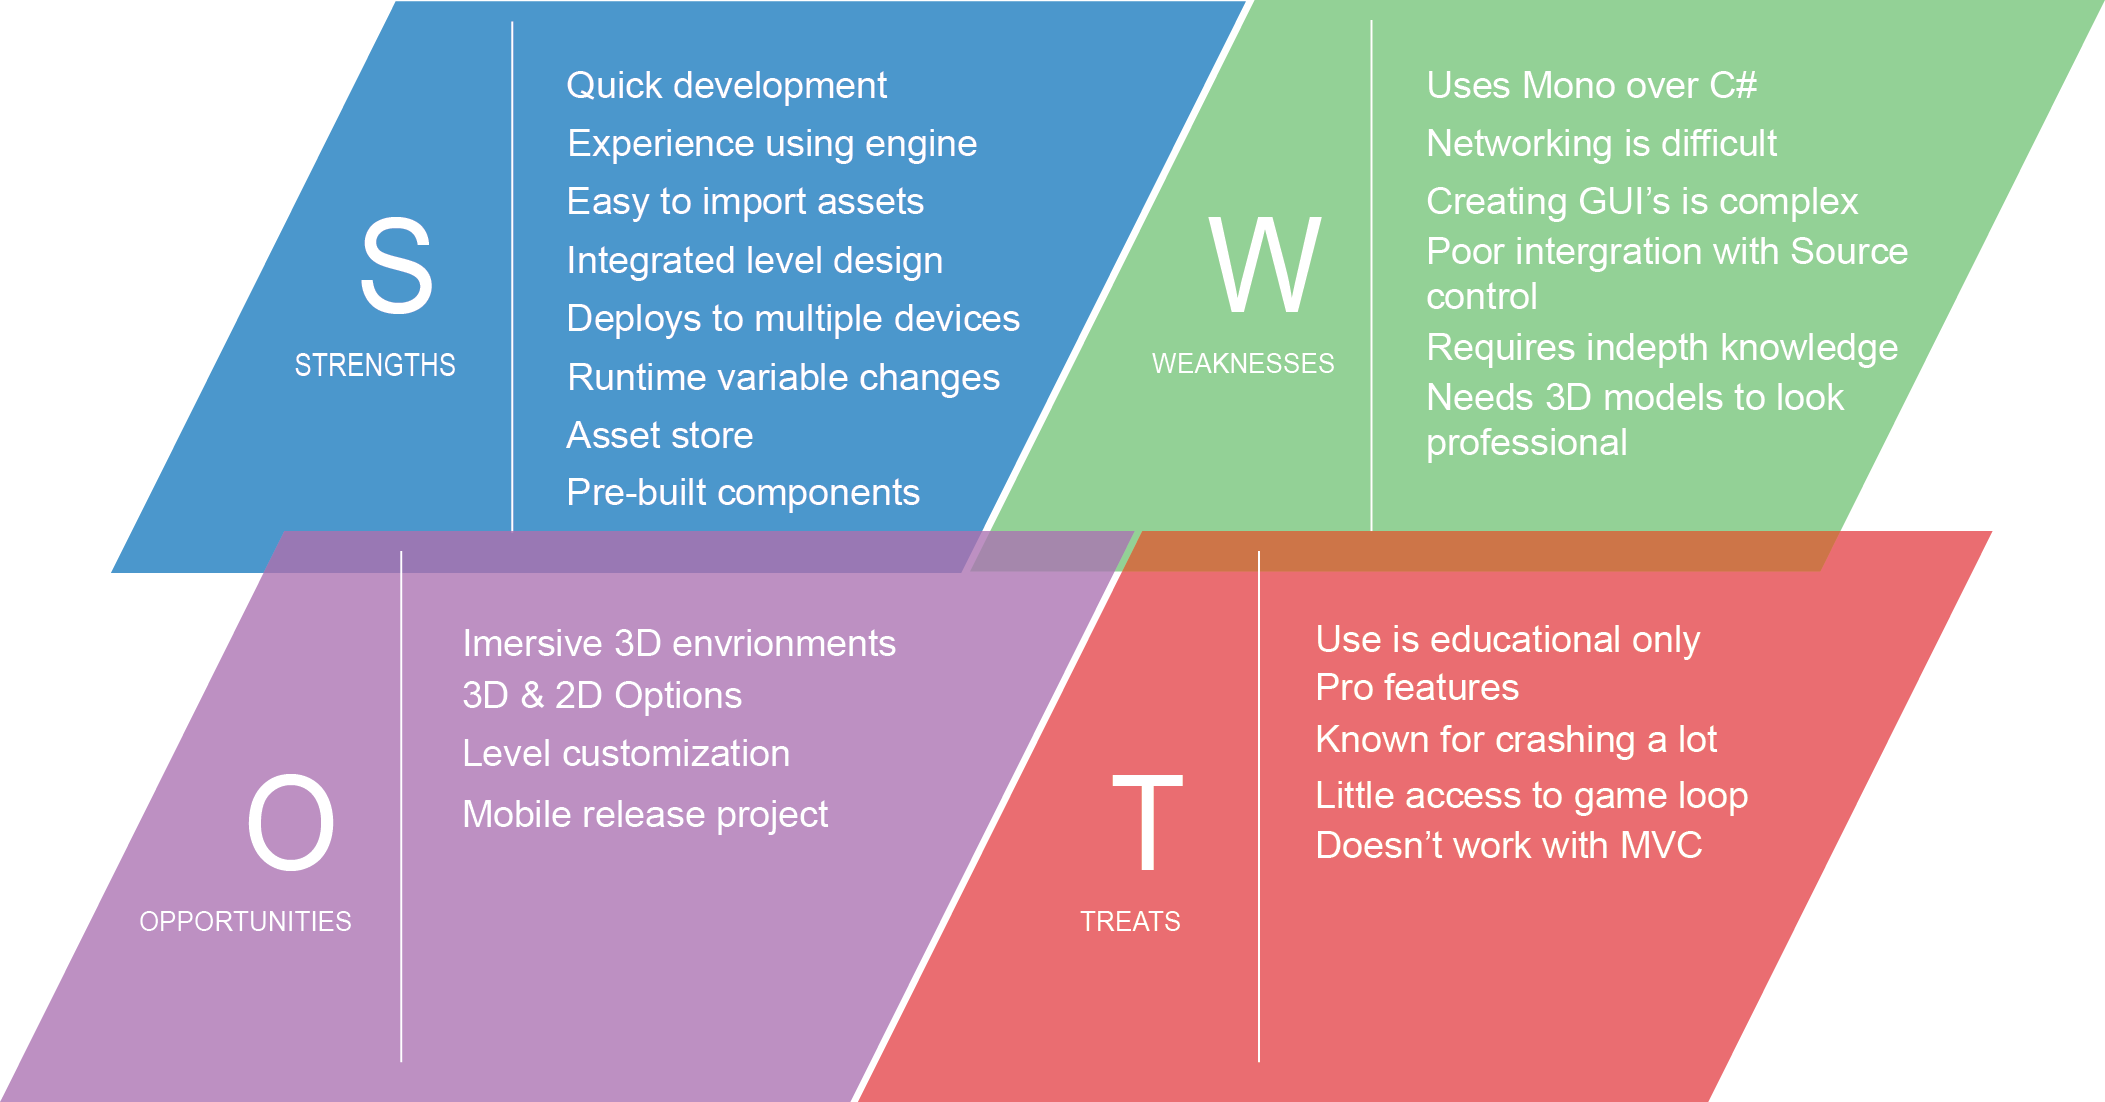 S
STRENGTHS
Quick development
Experience using engine
Easy to import assets
Integrated level design
Deploys to multiple devices
Runtime variable changes
Asset store
Pre-built components
W
WEAKNESSES
Uses Mono over C#
Networking is difficult
Creating GUI’s is complex
Poor intergration with Source
control
Requires indepth knowledge
Needs 3D models to look
professional
O
OPPORTUNITIES
Imersive 3D envrionments
3D & 2D Options
Level customization
Mobile release project
T
TREATS
Use is educational only
Pro features
Known for crashing a lot
Little access to game loop
Doesn’t work with MVC